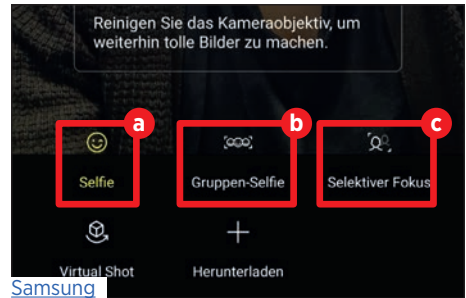 Reinigen Sie das Kameraobjektiv, um
weiterhin tolle Bilder zu machen.
a
b
c
Selfie
Gruppen-Selfie
Selektiver Fokus
Virtual Shot
Herunterladen
Samsung